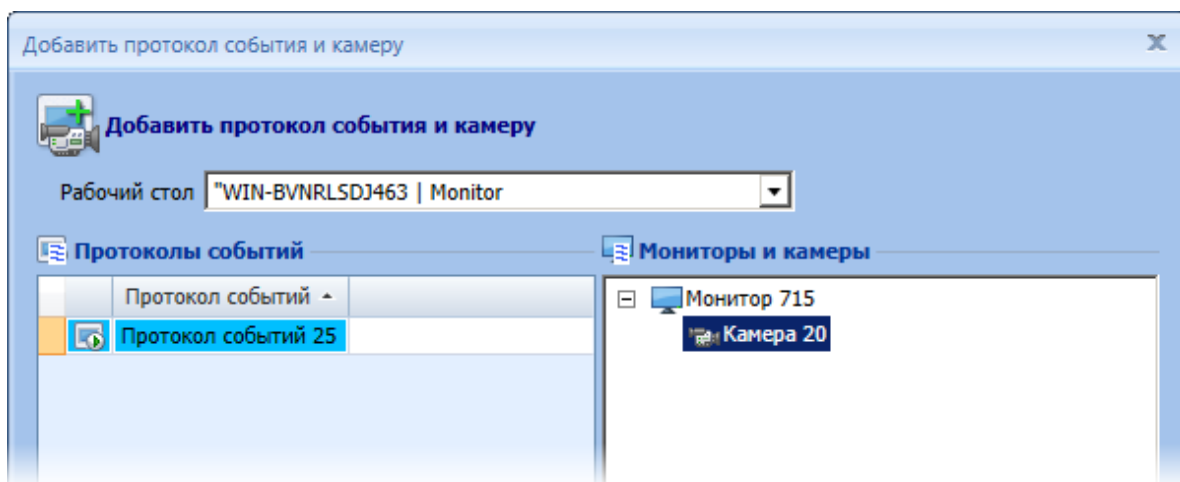 Добавить протокол события и камеру
Добавить протокол события и камеру
Рабочий стол "WIN-BVNRLSDJ463 | Monitor
Протоколы событий
Мониторы и камеры
Протокол событий
Монитор 715
Протокол событий 25
Камера 20